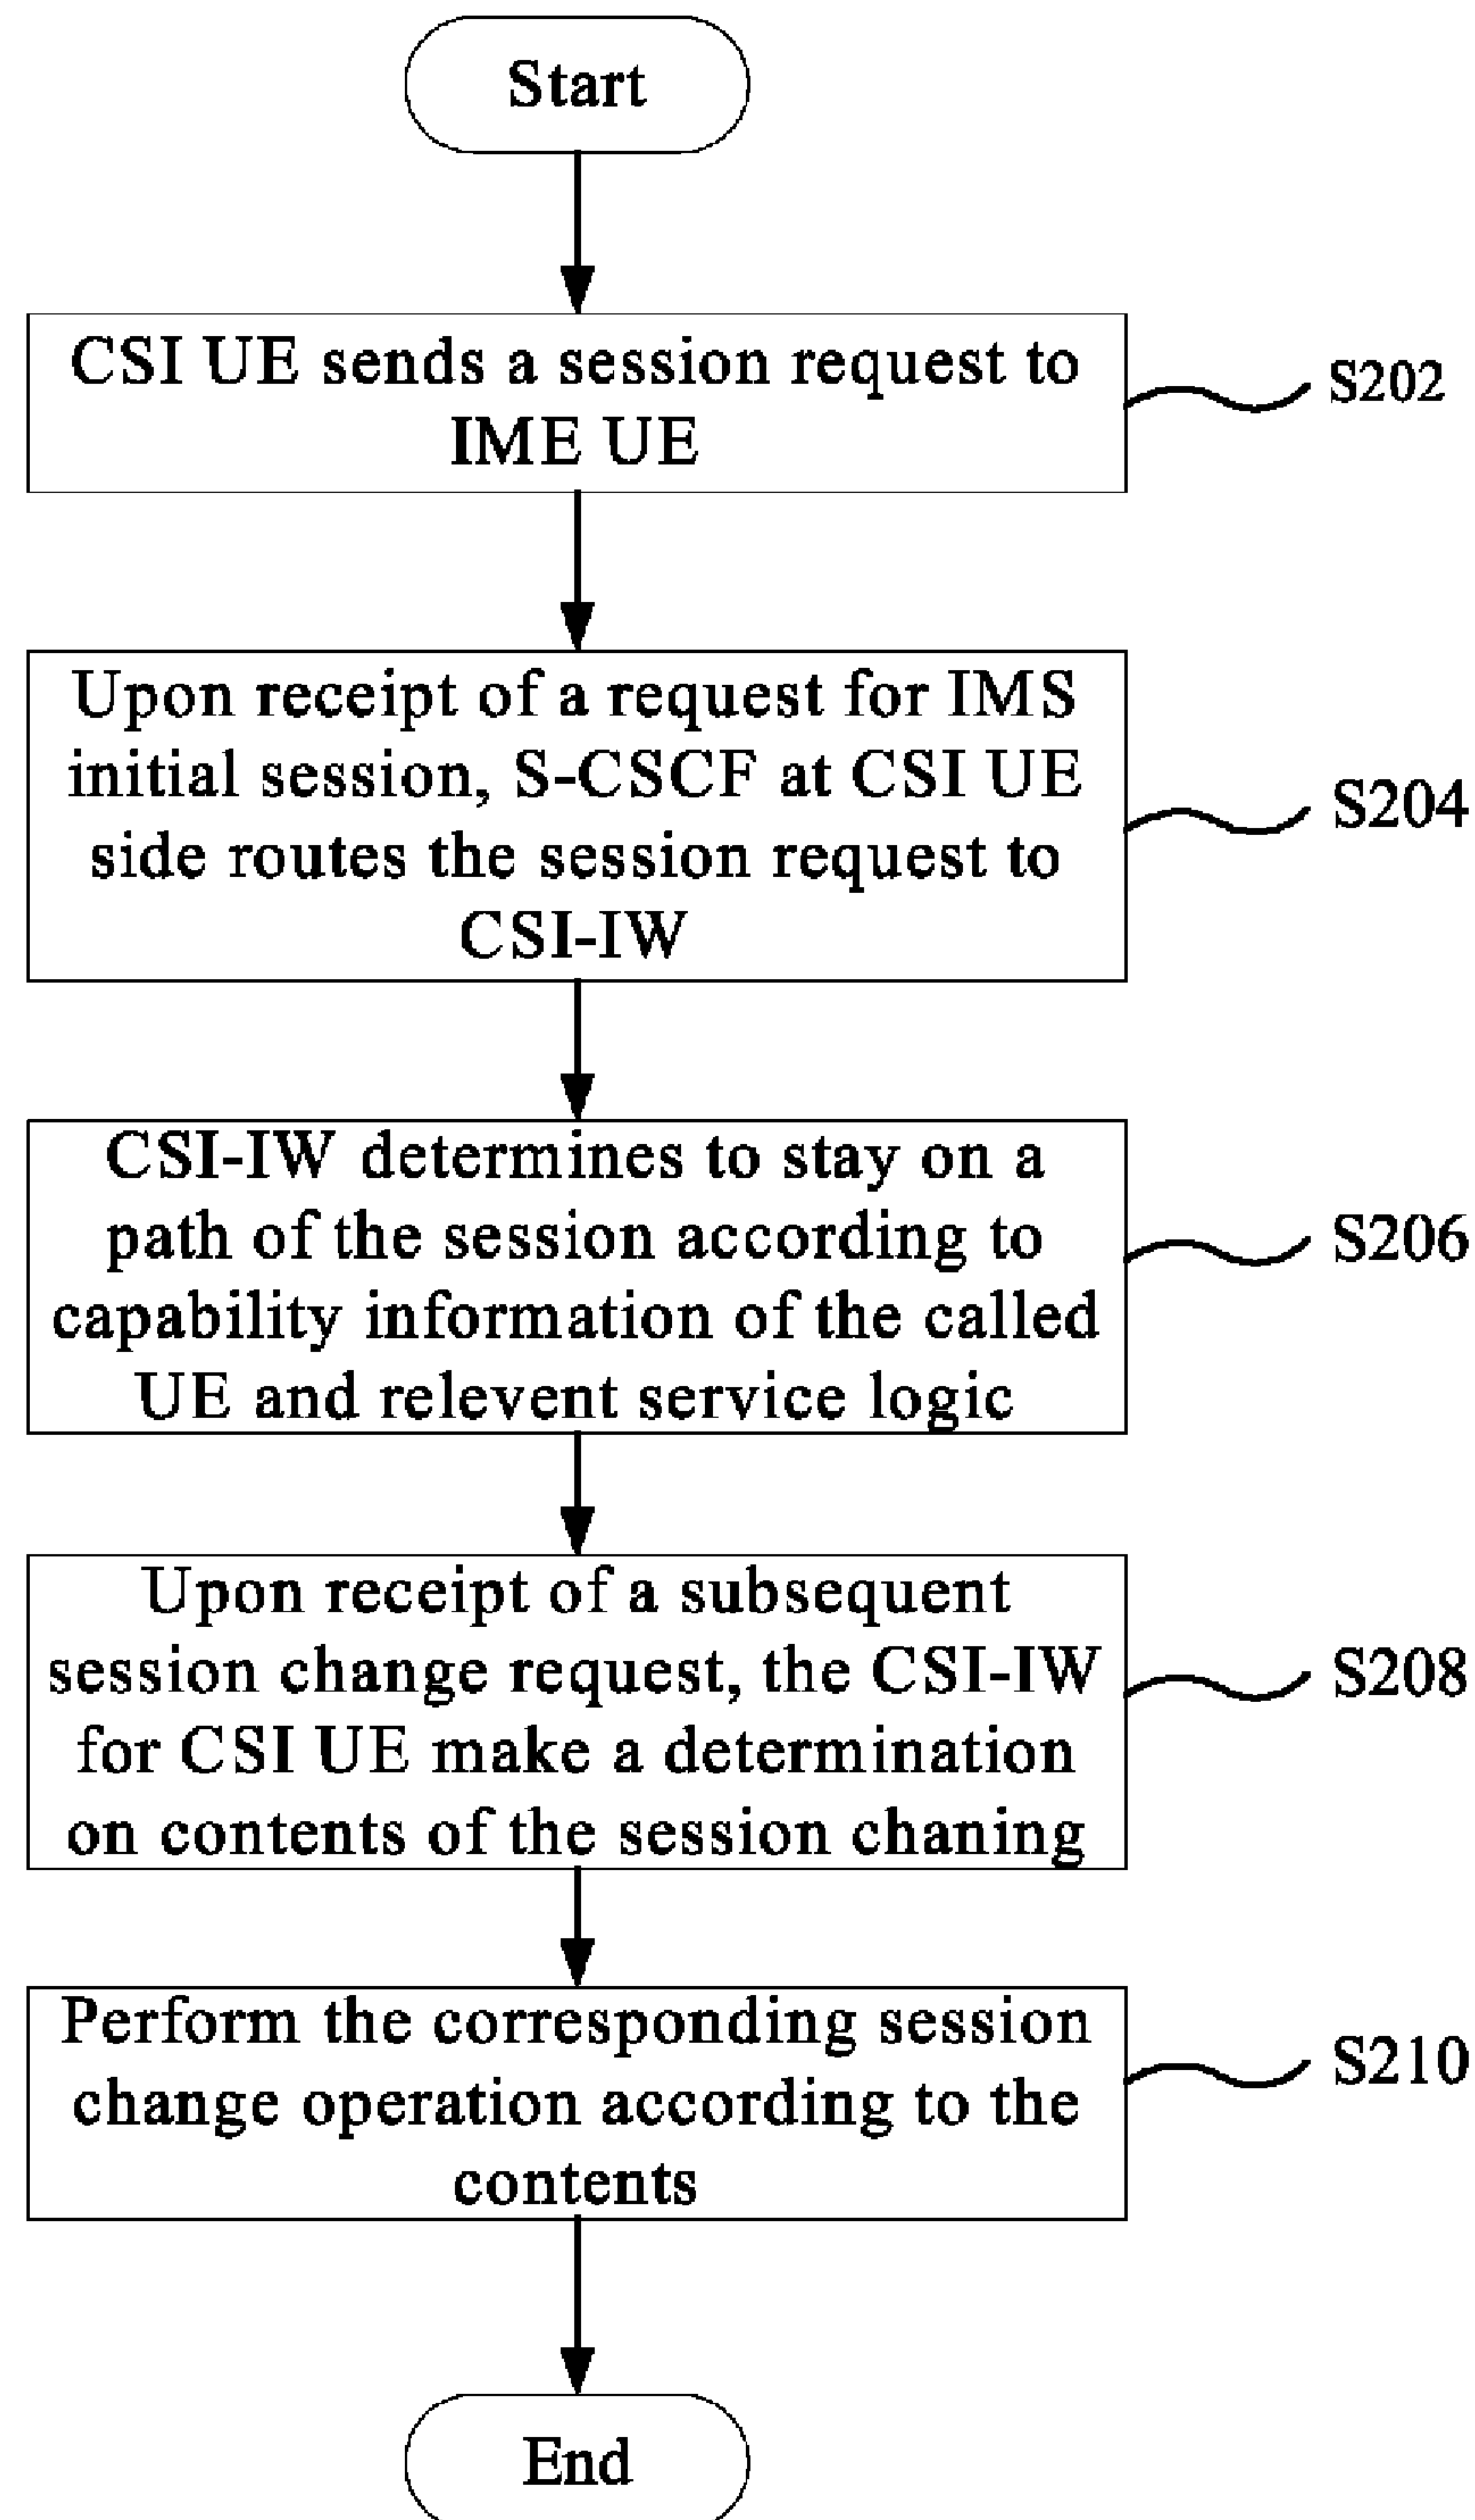 Start
CSI UE sends a session request to
IME UE
S202
Upon receipt of a request for IMS
initial session, S-CSCF at CSI UE
side routes the session request to
CSI-IW
S204
CSI-IW determines to stay on a
path of the session according to
capability information of the called
UE and relevent service logic
S206
Upon receipt of a subsequent
session change request, the CSI-IW
for CSI UE make a determination
on contents of the session chaning
S208
Perform the corresponding session
change operation according to the
contents
S210
End